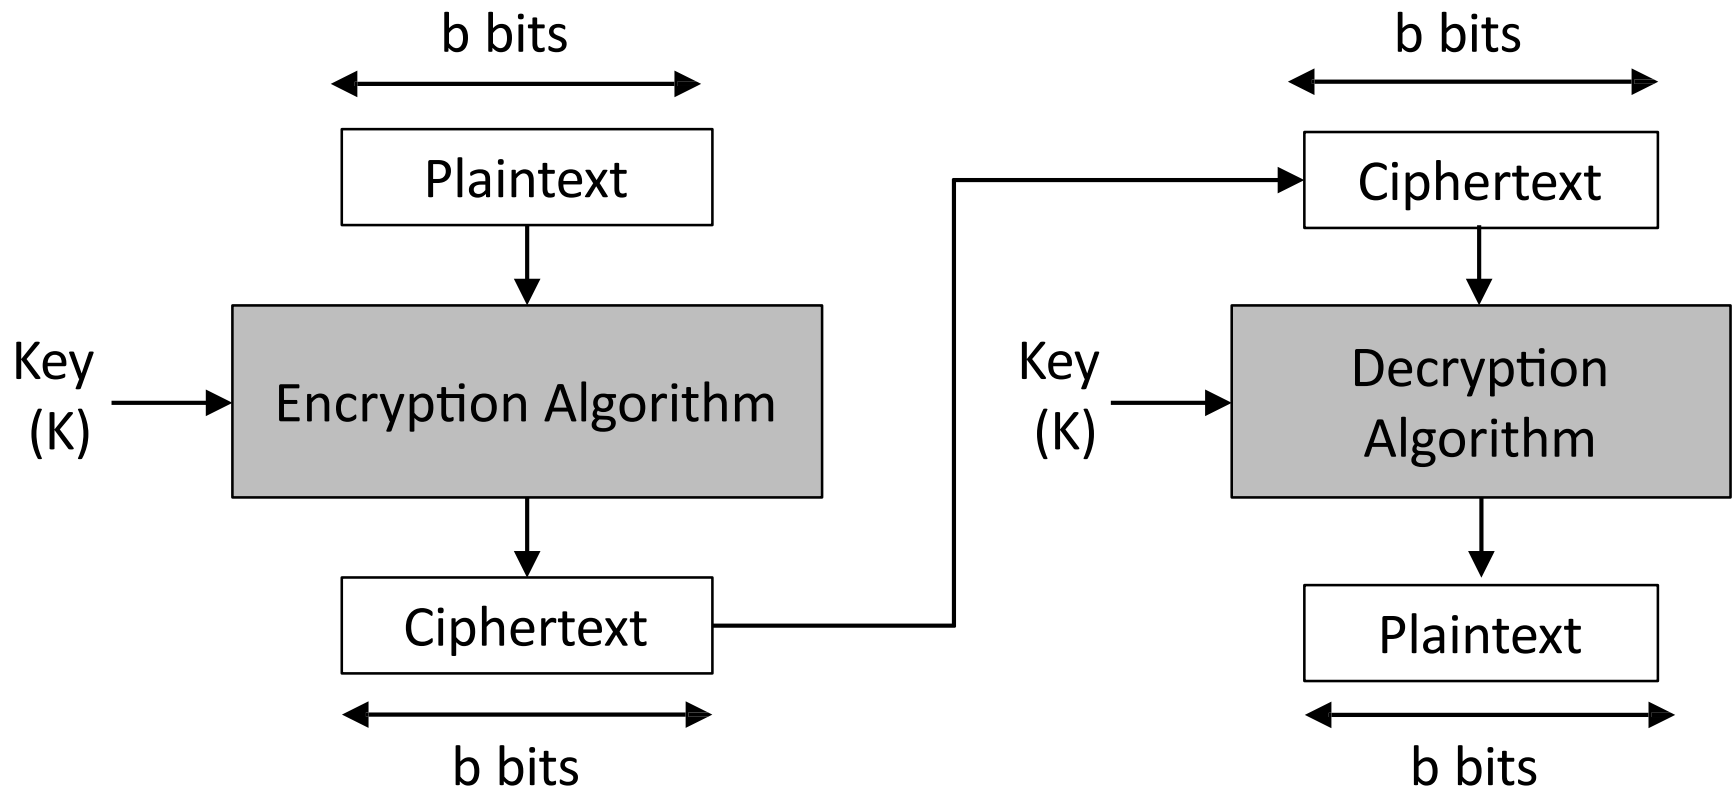 b bits
Plaintext
Key
(K)
Encryption Algorithm
Ciphertext
b bits
b bits
Ciphertext
Key
(K)
Decryption
Algorithm
Plaintext
b bits